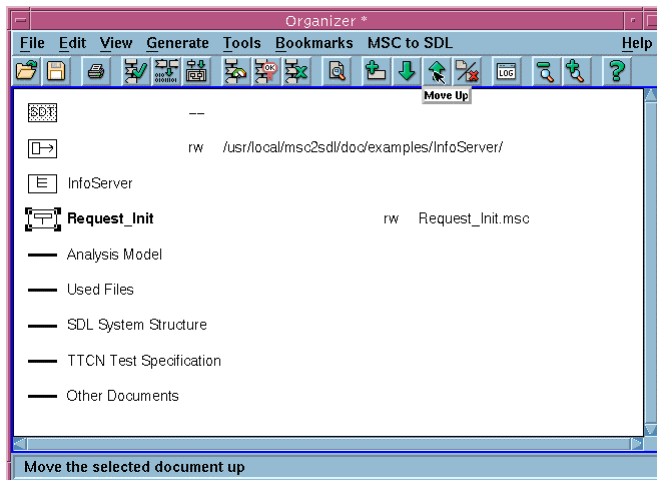 Organizer *
File Edit View Generate Tools Bookmarks MSC to SDL Help
OK LOG
Move Up
SDT --
rw /usr/local/msc2sdl/doc/examples/InfoServer/
InfoServer
Request_Init rw Request_Init.msc
Analysis Model
Used Files
SDL System Structure
TTCN Test Specification
Other Documents
Move the selected document up